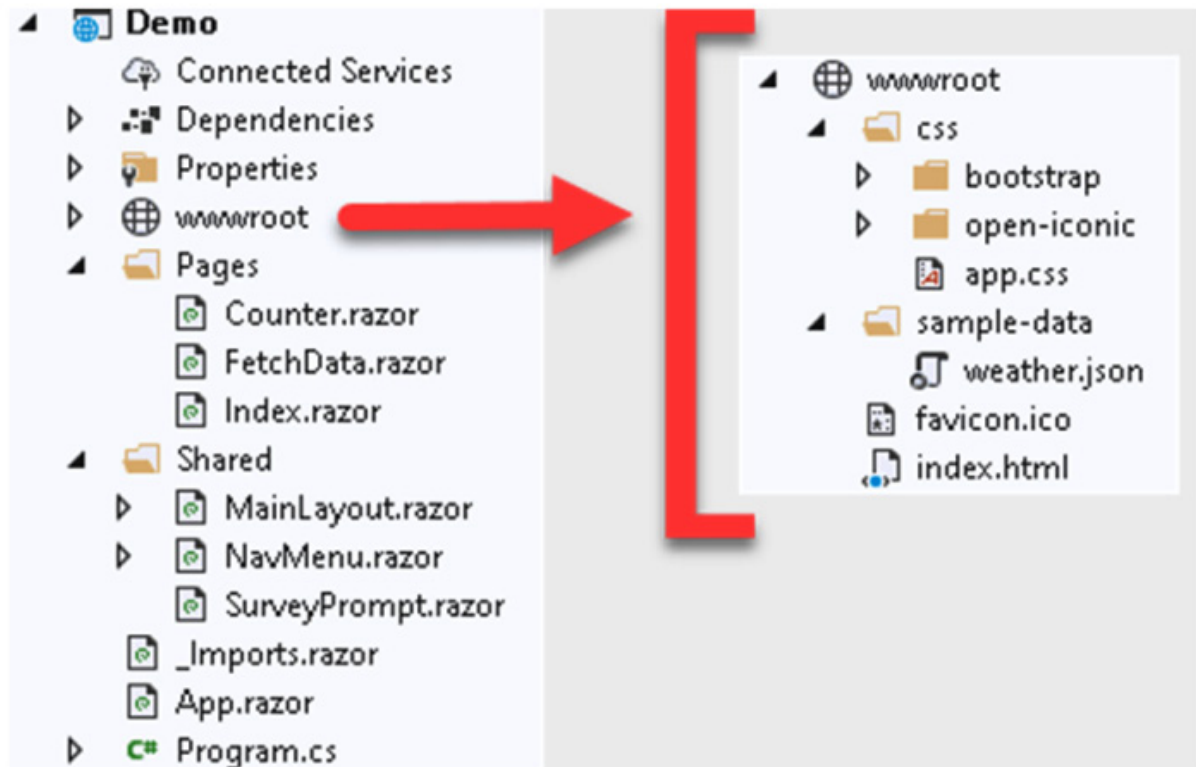 Demo
Connected Services
Dependencies
Properties
wwwroot
Pages
Counter.razor
FetchData.razor
Index.razor
Shared
MainLayout.razor
NavMenu.razor
SurveyPrompt.razor
_Imports.razor
App.razor
C# Program.cs
wwwroot
css
bootstrap
open-iconic
app.css
sample-data
weather.json
favicon.ico
index.html